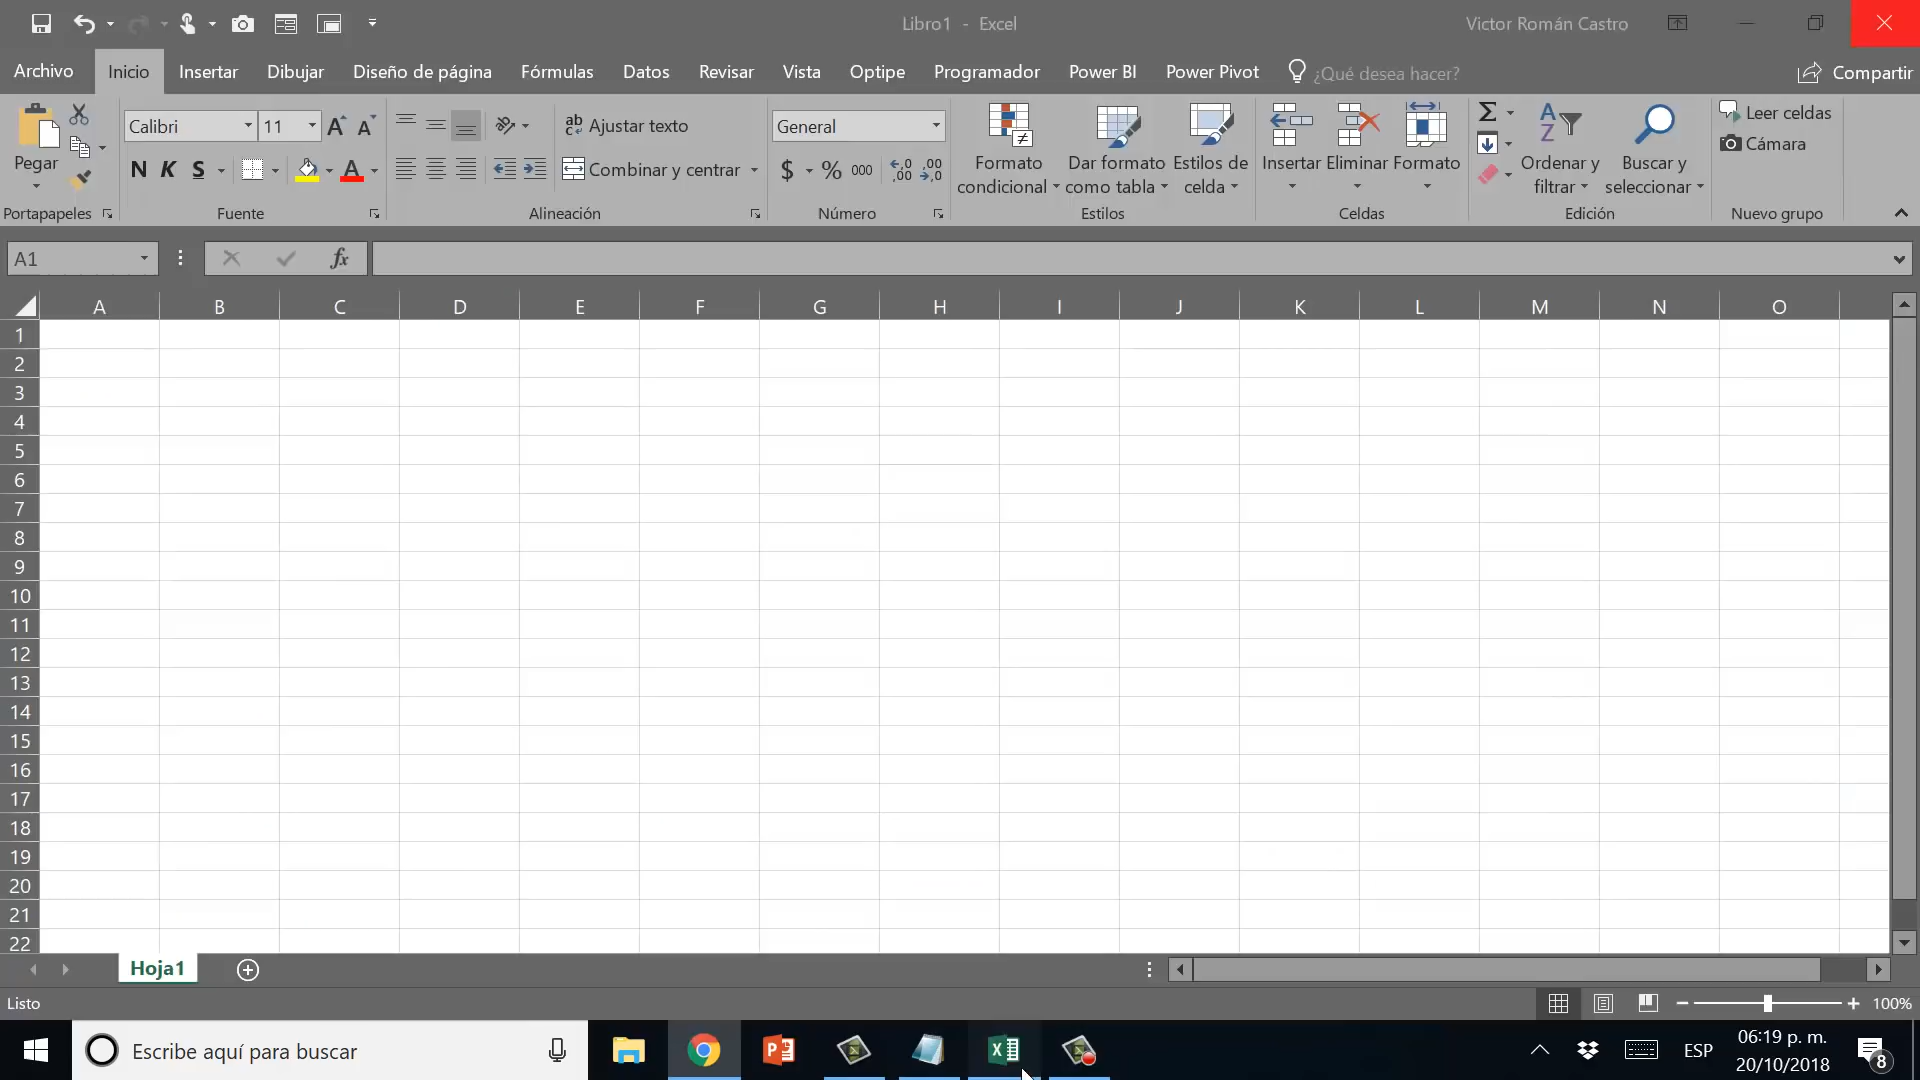 Libro1 - Excel
Victor Román Castro
Archivo Inicio Insertar Dibujar Diseño de página Fórmulas Datos Revisar Vista Optipe Programador Power BI Power Pivot ¿Qué desea hacer? Compartir
Pegar
Portapapeles
Calibri 11
N K S
Fuente
Ajustar texto
Combinar y centrar
Alineación
General
$ % 000
Número
Formato condicional
Dar formato como tabla
Estilos de celda
Estilos
Insertar Eliminar Formato
Celdas
Ordenar y filtrar
Buscar y seleccionar
Edición
Leer celdas
Cámara
Nuevo grupo
A1 fx
A B C D E F G H I J K L M N O
1
2
3
4
5
6
7
8
9
10
11
12
13
14
15
16
17
18
19
20
21
22
Hoja1
Listo
100%
Escribe aquí para buscar
ESP
06:19 p. m.
20/10/2018
8